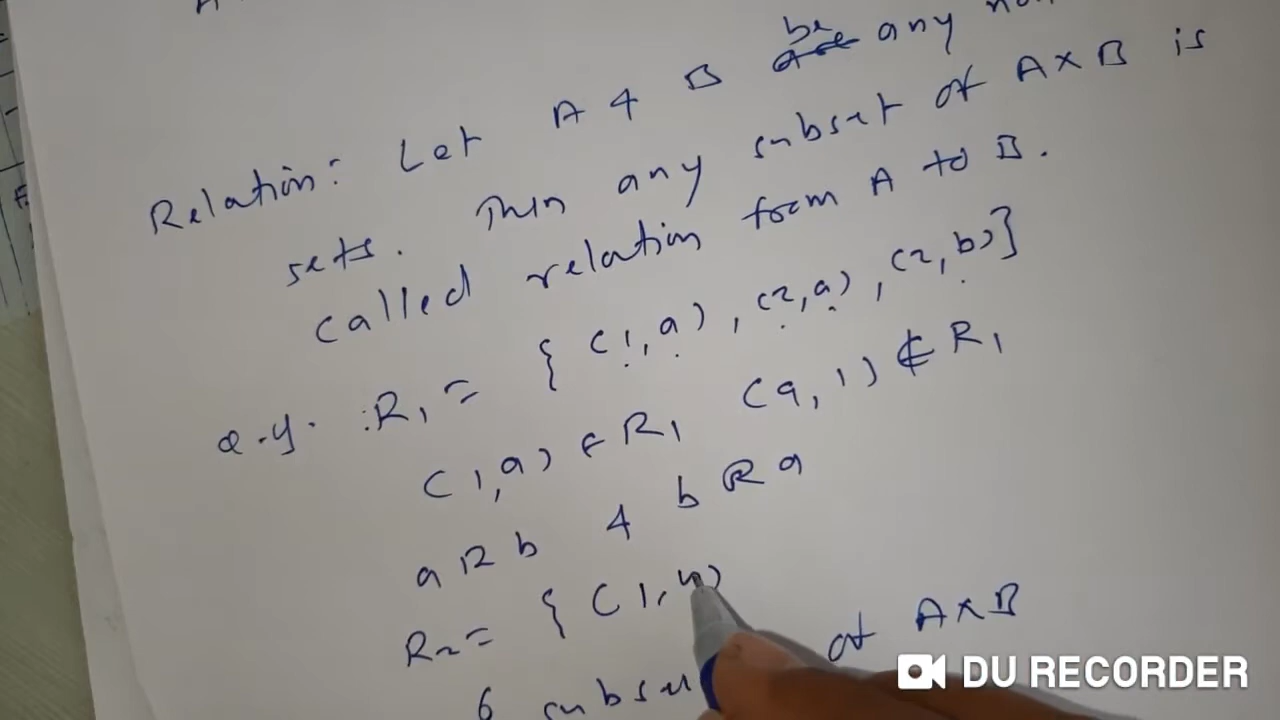 Relation: Let A & B be any non
sets. Then any subset of A×B is
called relation from A to B.
e.g. :R₁ = { (1,a), (2,a), (2,b)}
(1,a) ∈ R₁ (a,1) ∉ R₁
a R b & b R a
R₂ = { (1,
6 subset of A×B
DU RECORDER